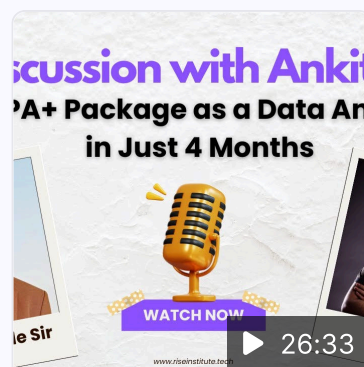 scussion with Ankit
PA+ Package as a Data An
in Just 4 Months
le Sir
WATCH NOW
26:33
www.riseinstitute.tech